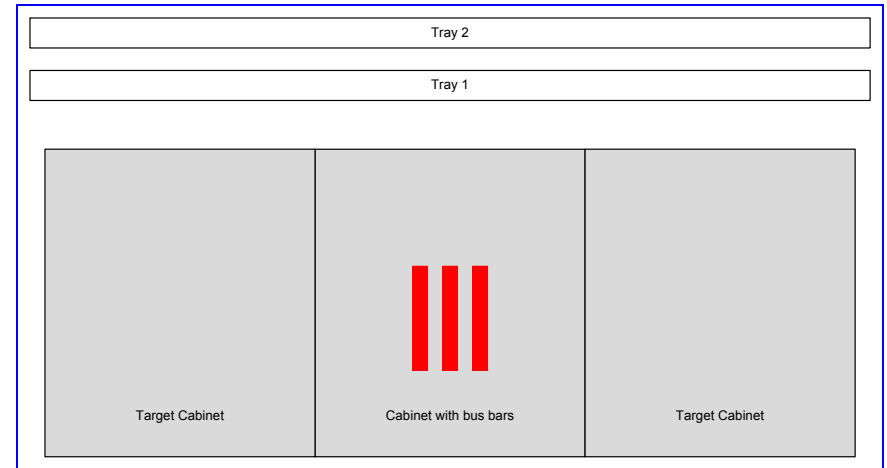 Tray 2
Tray 1
Target Cabinet
Cabinet with bus bars
Target Cabinet